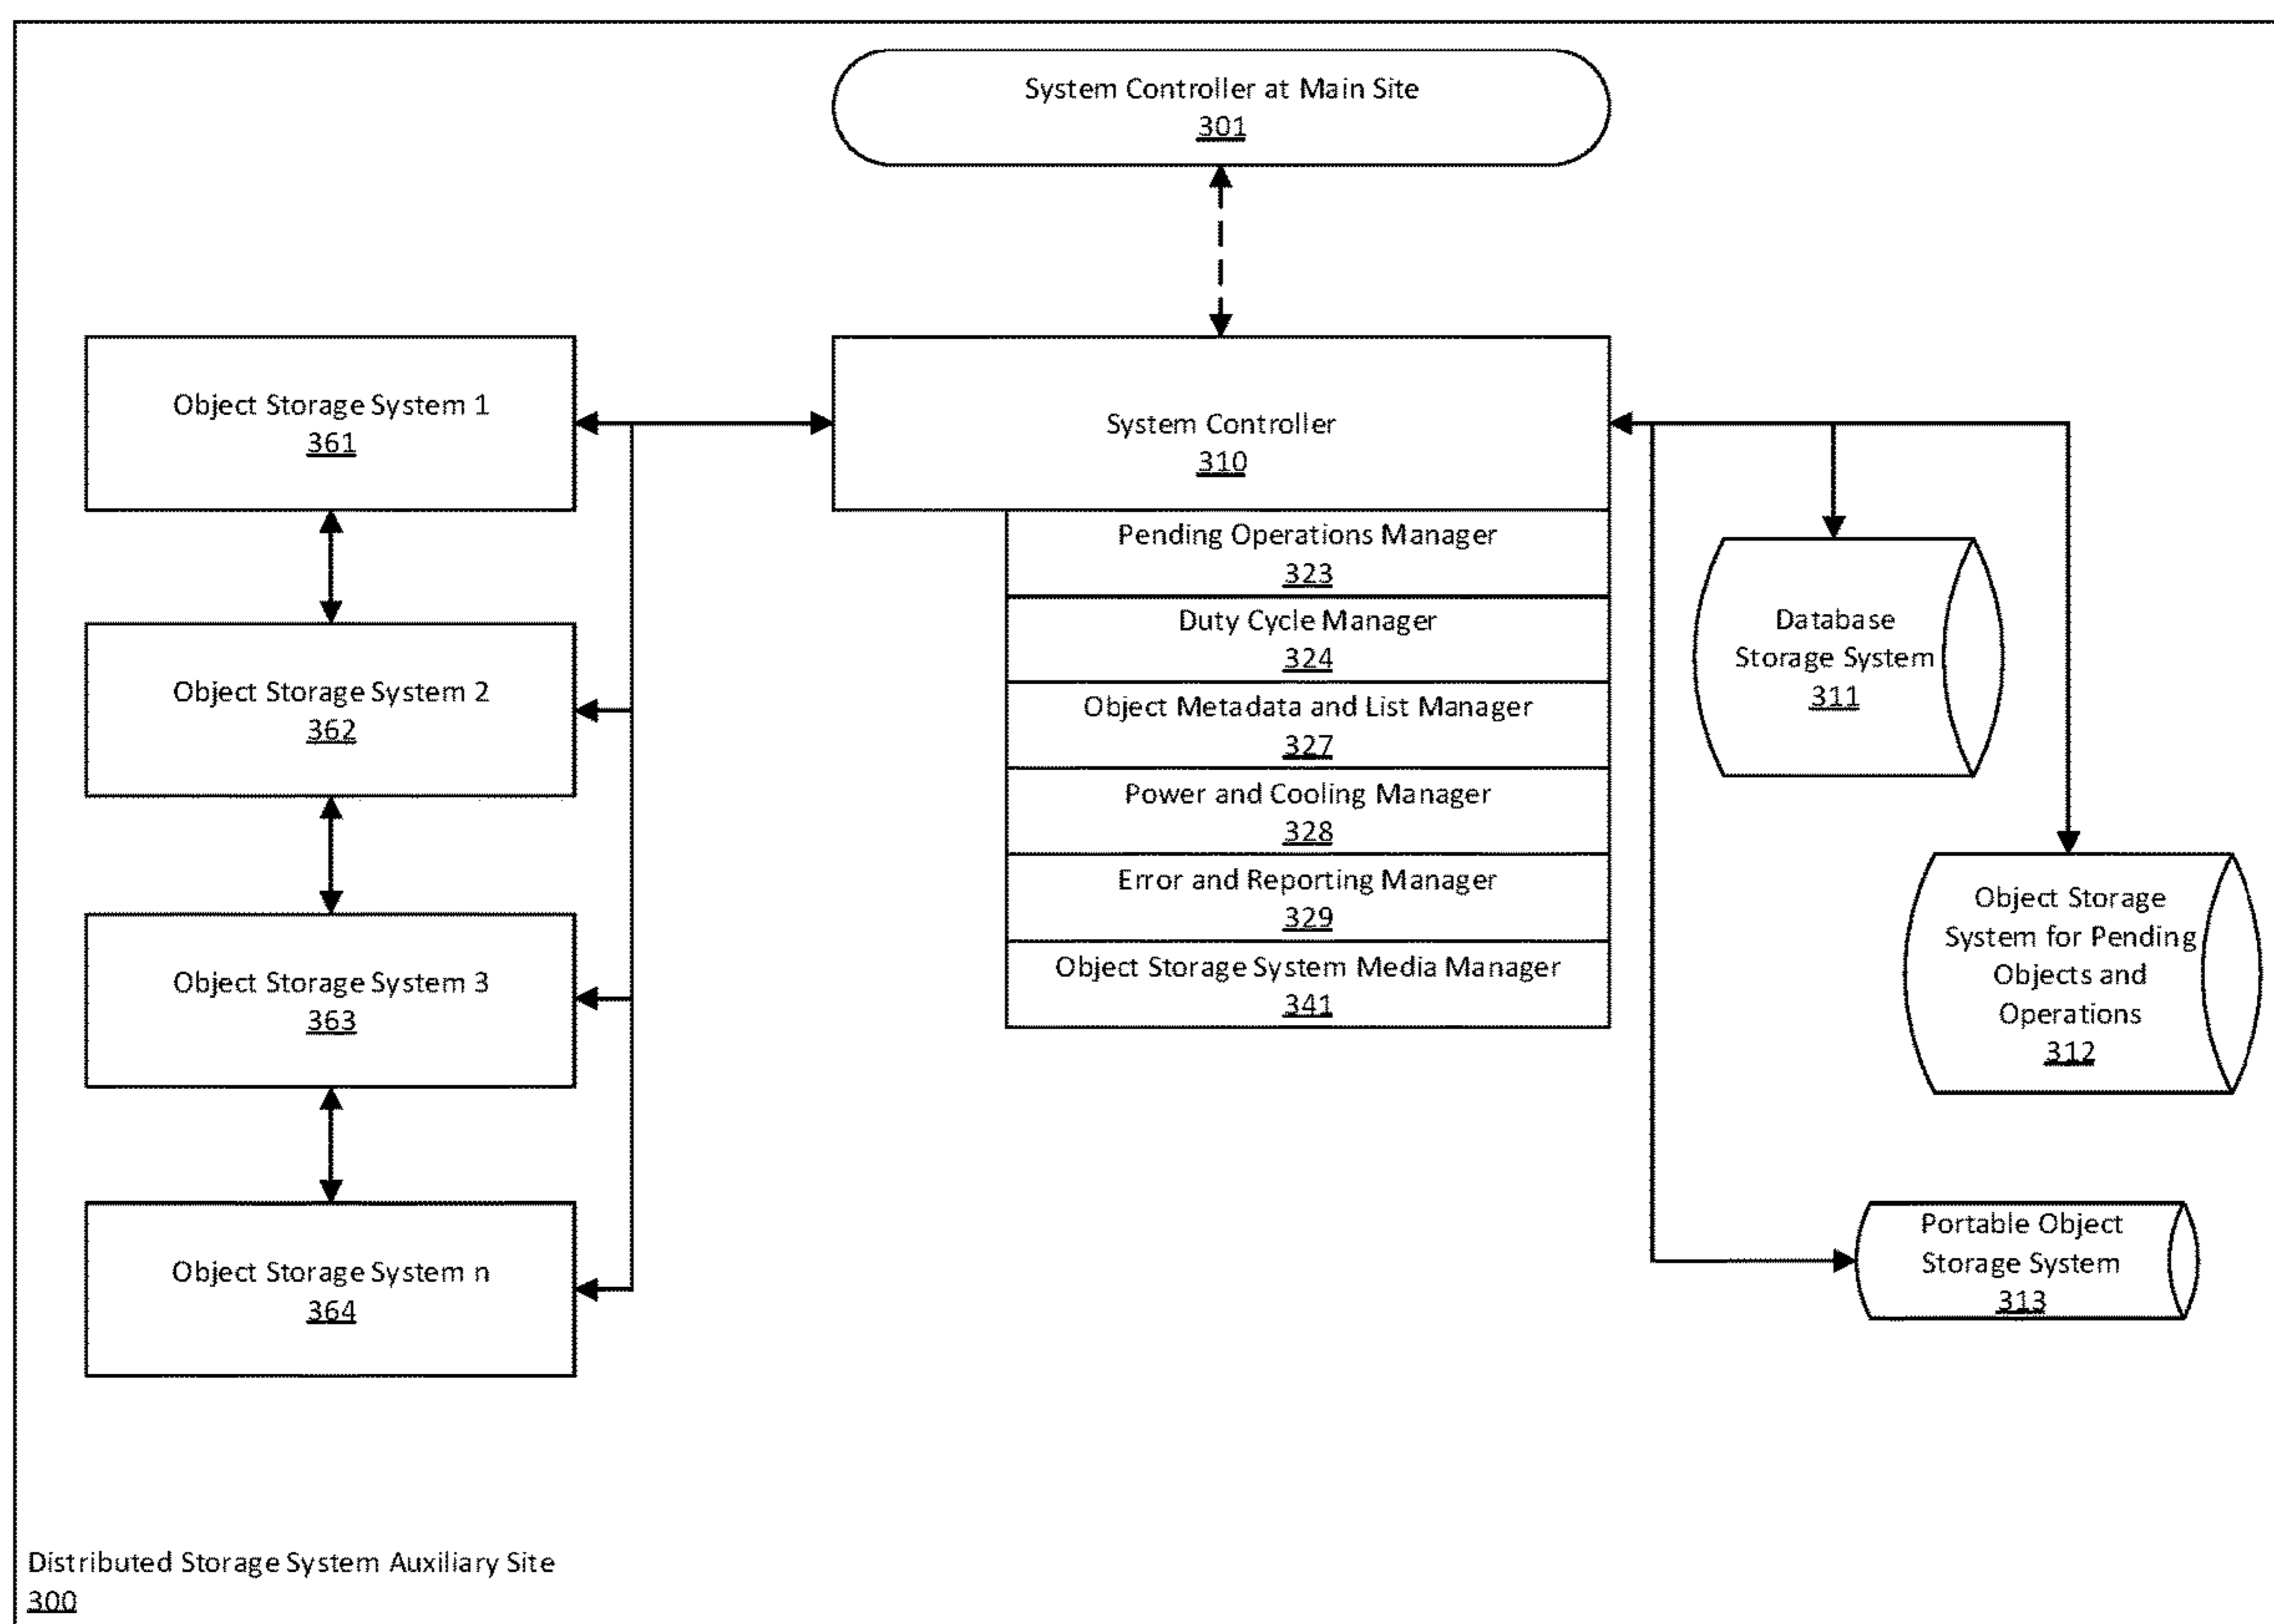 System Controller at Main Site
301
Object Storage System 1
361
System Controller
310
Pending Operations Manager
323
Duty Cycle Manager
324
Object Metadata and List Manager
327
Power and Cooling Manager
328
Error and Reporting Manager
329
Object Storage System Media Manager
341
Object Storage System 2
362
Object Storage System 3
363
Object Storage System n
364
Database
Storage System
311
Object Storage
System for Pending
Objects and
Operations
312
Portable Object
Storage System
313
Distributed Storage System Auxiliary Site
300